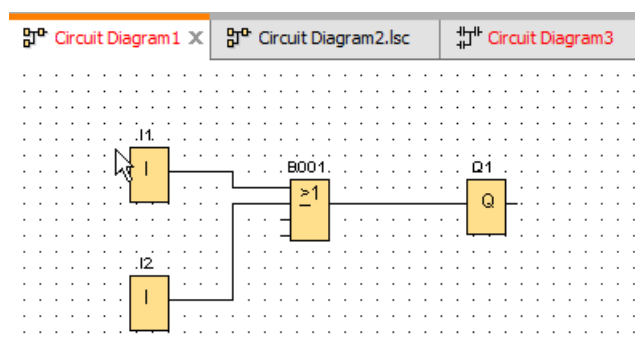 Circuit Diagram1 X Circuit Diagram2.lsc Circuit Diagram3
I1
I
B001
≥1
Q1
Q
I2
I